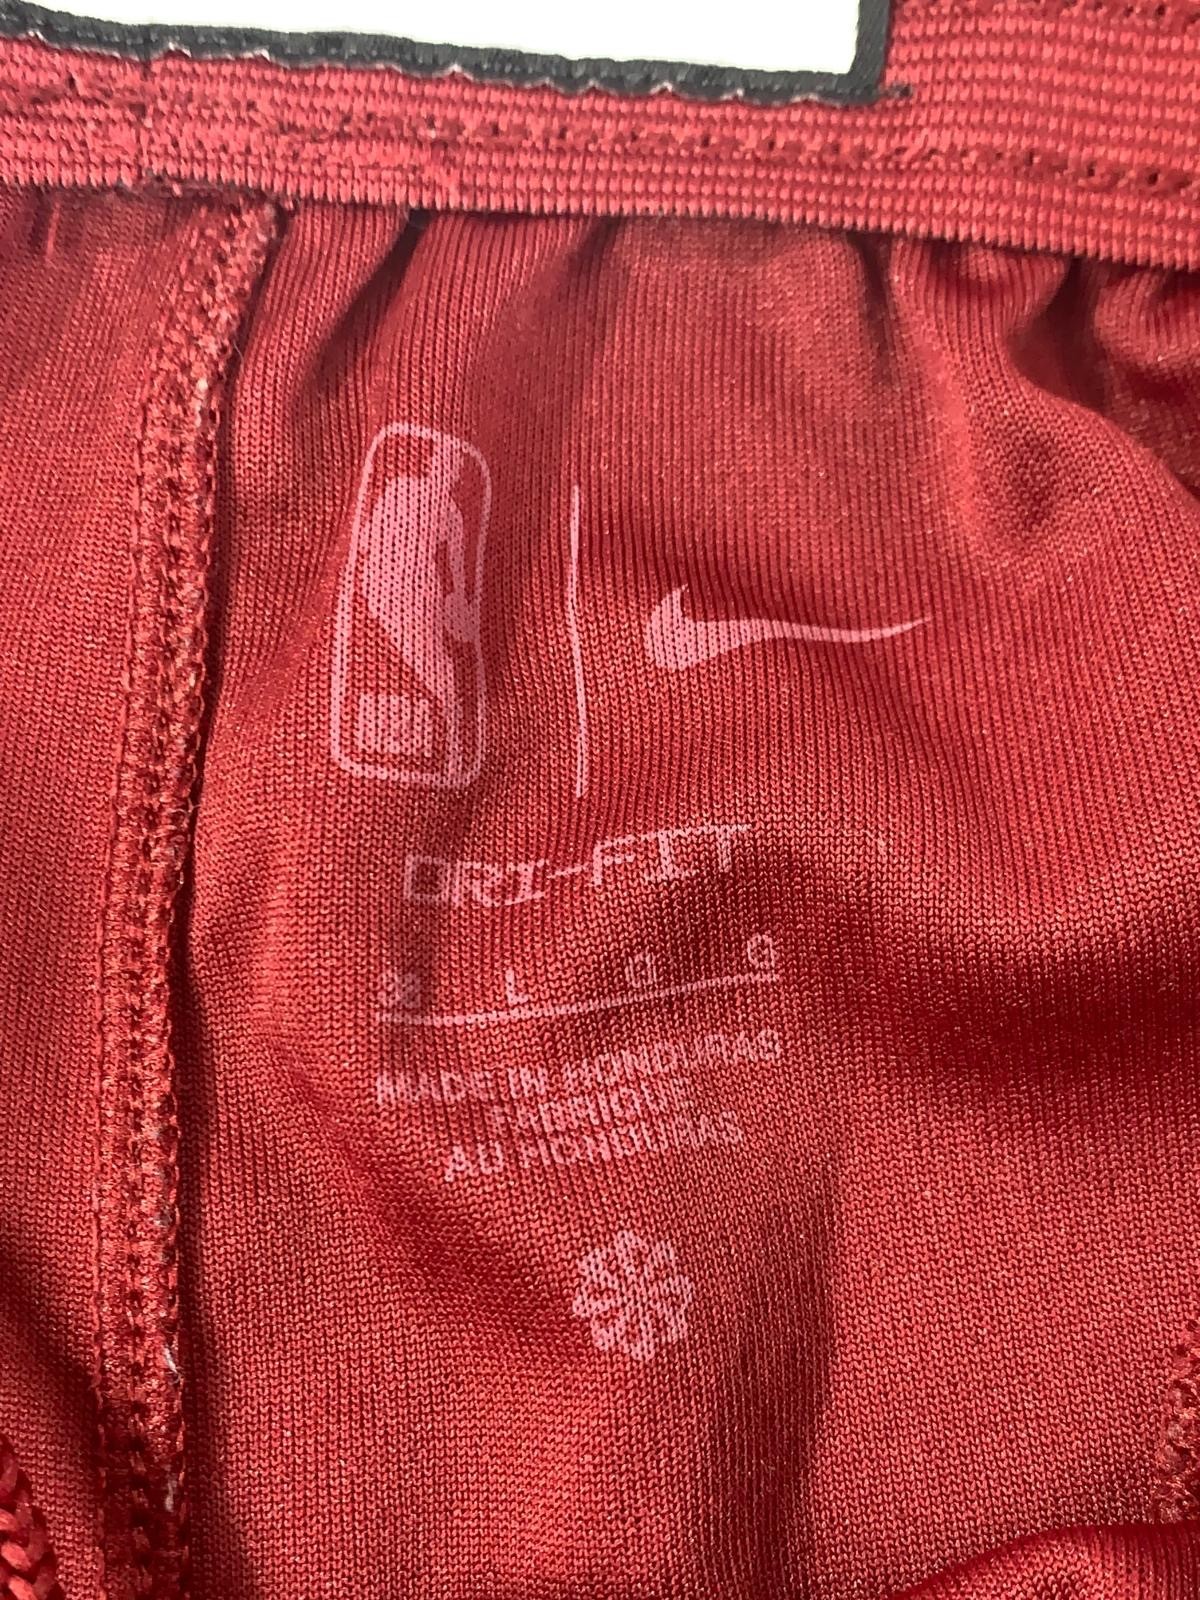 DRI-FIT
L G
MADE IN HONDURAS
FABRIQUÉ
AU HONDURAS